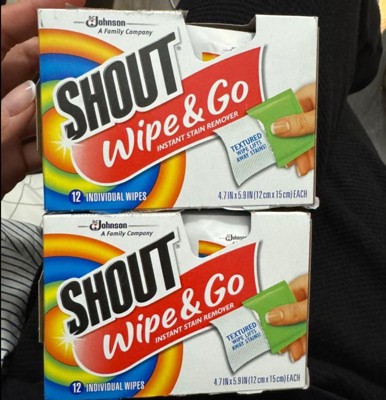 SC Johnson
A Family Company
SHOUT
Wipe & Go
INSTANT STAIN REMOVER
TEXTURED
WIPE LIFTS
AWAY STAINS!
12 INDIVIDUAL WIPES
4.7 IN x 5.9 IN (12 cm x 15 cm) EACH
SC Johnson
A Family Company
SC Johnson
SHOUT
Wipe & Go
INSTANT STAIN REMOVER
TEXTURED
WIPE LIFTS
AWAY STAINS!
12 INDIVIDUAL WIPES
4.7 IN x 5.9 IN (12 cm x 15 cm) EACH